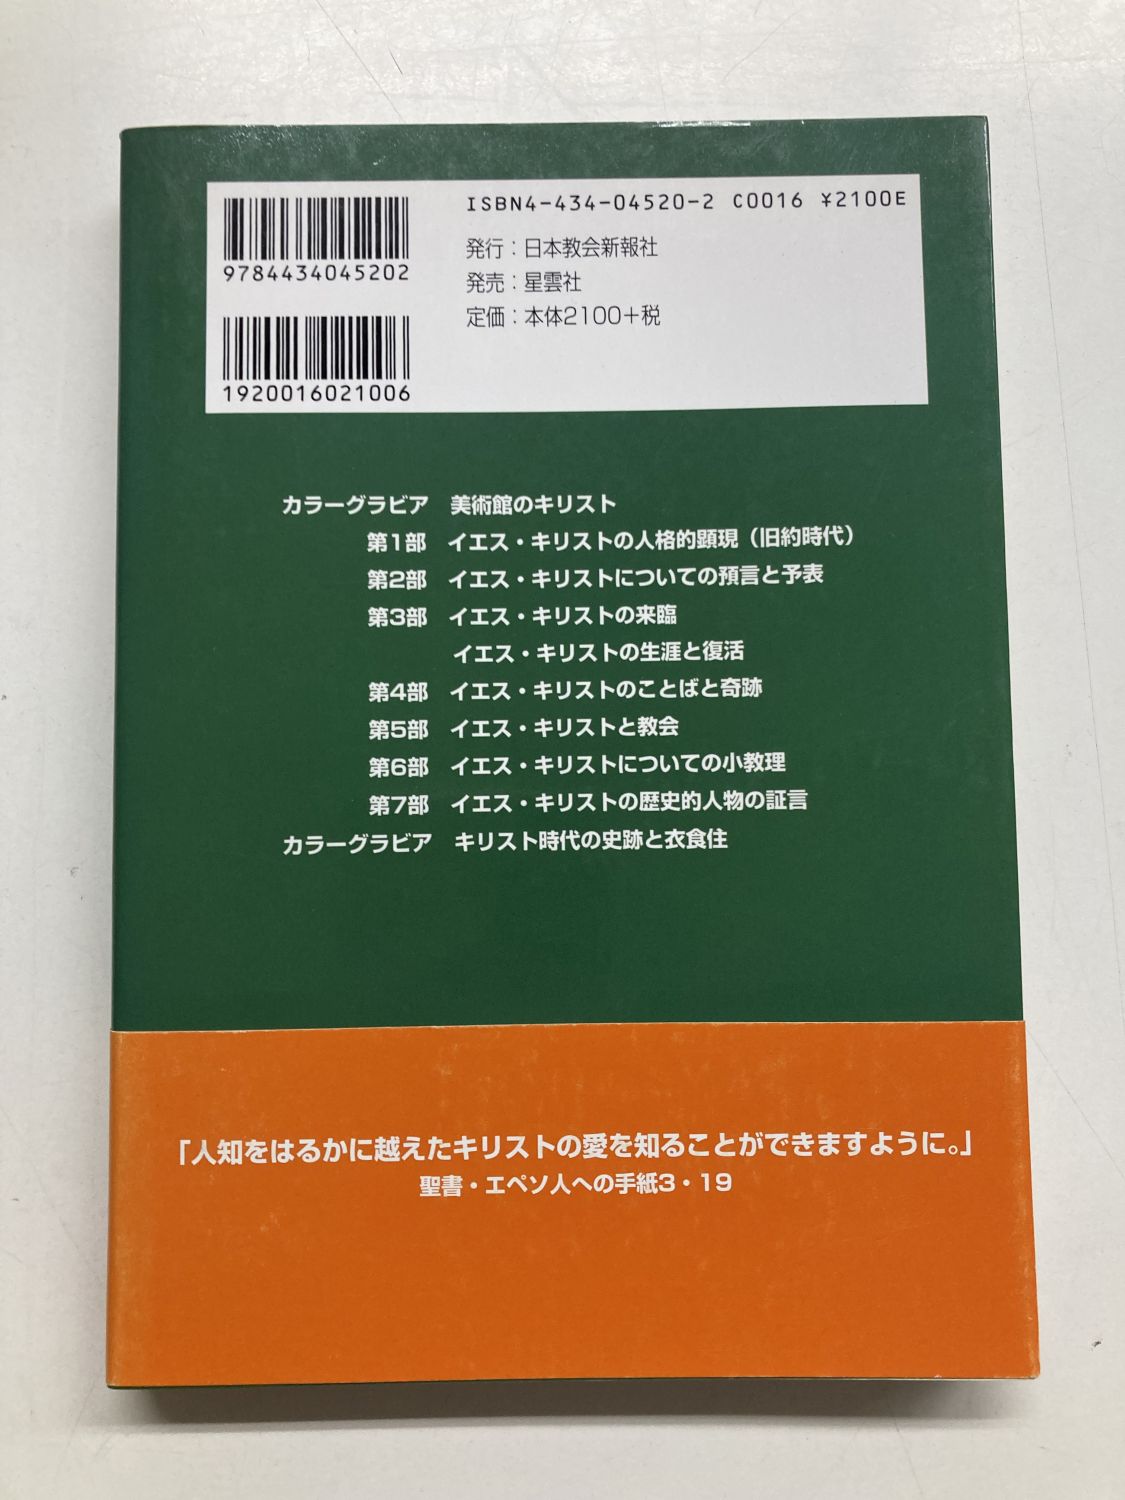 9784434045202
1920016021006
ISBN4-434-04520-2 C0016 ¥2100E
発行：日本教会新報社
発売：星雲社
定価：本体2100＋税
カラーグラビア　美術館のキリスト
第1部　イエス・キリストの人格的顕現（旧約時代）
第2部　イエス・キリストについての預言と予表
第3部　イエス・キリストの来臨
イエス・キリストの生涯と復活
第4部　イエス・キリストのことばと奇跡
第5部　イエス・キリストと教会
第6部　イエス・キリストについての小教理
第7部　イエス・キリストの歴史的人物の証言
カラーグラビア　キリスト時代の史跡と衣食住
「人知をはるかに越えたキリストの愛を知ることができますように。」
聖書・エペソ人への手紙3・19